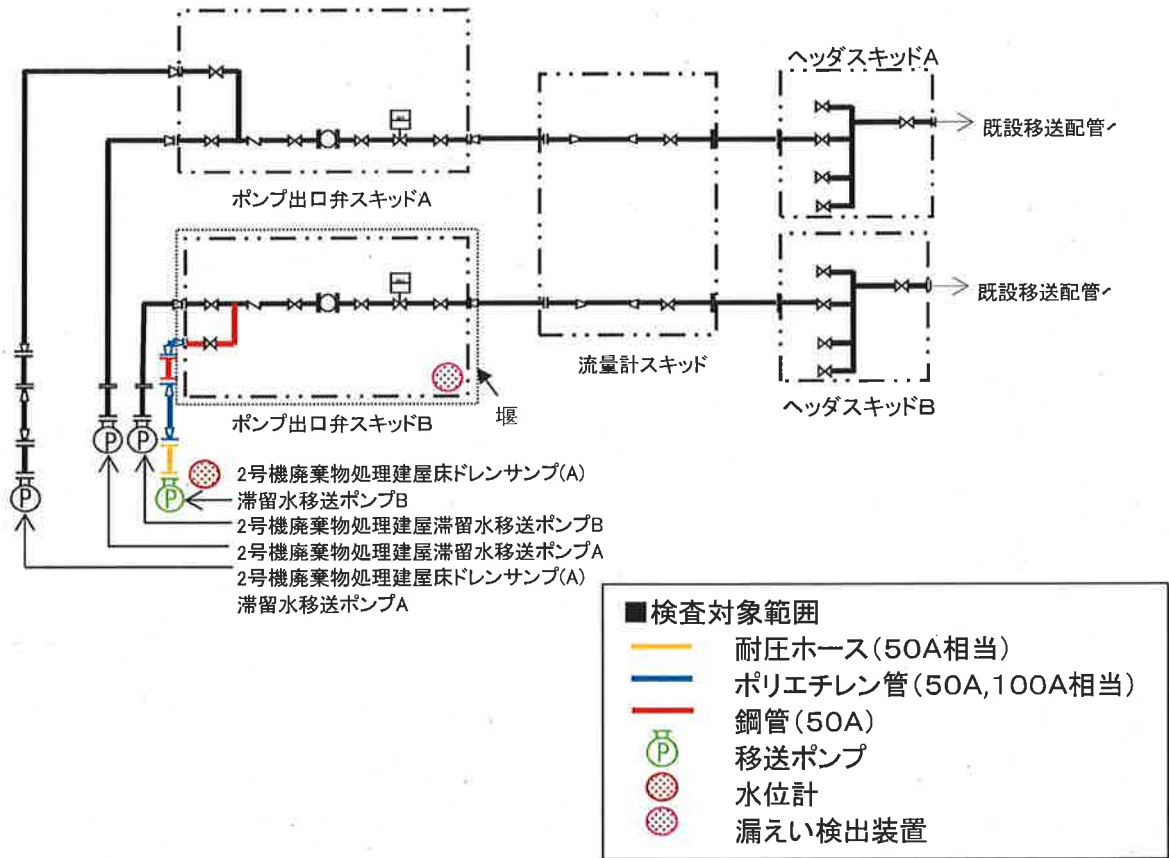 ヘッダスキッドA
既設移送配管へ
ポンプ出口弁スキッドA
既設移送配管へ
流量計スキッド
ヘッダスキッドB
ポンプ出口弁スキッドB
堰
P
P
P
P
2号機廃棄物処理建屋床ドレンサンプ(A)
滞留水移送ポンプB
2号機廃棄物処理建屋滞留水移送ポンプB
2号機廃棄物処理建屋滞留水移送ポンプA
2号機廃棄物処理建屋床ドレンサンプ(A)
滞留水移送ポンプA
■検査対象範囲
耐圧ホース(50A相当)
ポリエチレン管(50A,100A相当)
鋼管(50A)
P 移送ポンプ
水位計
漏えい検出装置